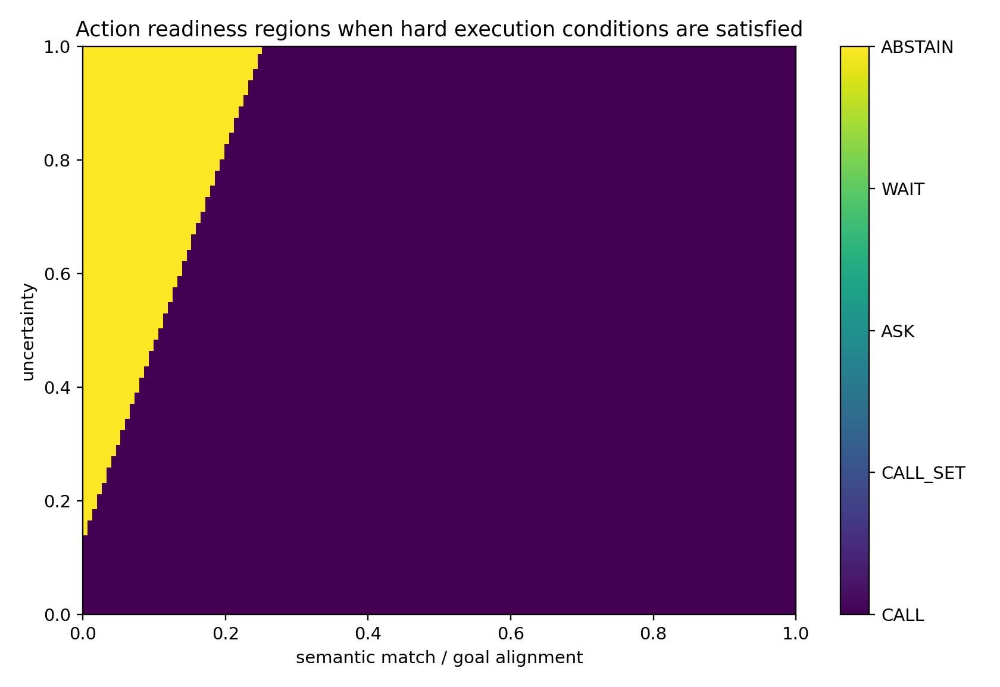 Action readiness regions when hard execution conditions are satisfied
1.0
0.8
0.6
0.4
0.2
0.0
uncertainty
0.0 0.2 0.4 0.6 0.8 1.0
semantic match / goal alignment
ABSTAIN
WAIT
ASK
CALL_SET
CALL